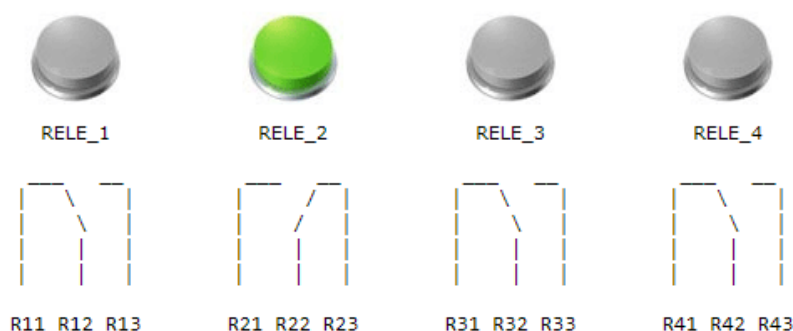 RELE_1 RELE_2 RELE_3 RELE_4
R11 R12 R13 R21 R22 R23 R31 R32 R33 R41 R42 R43